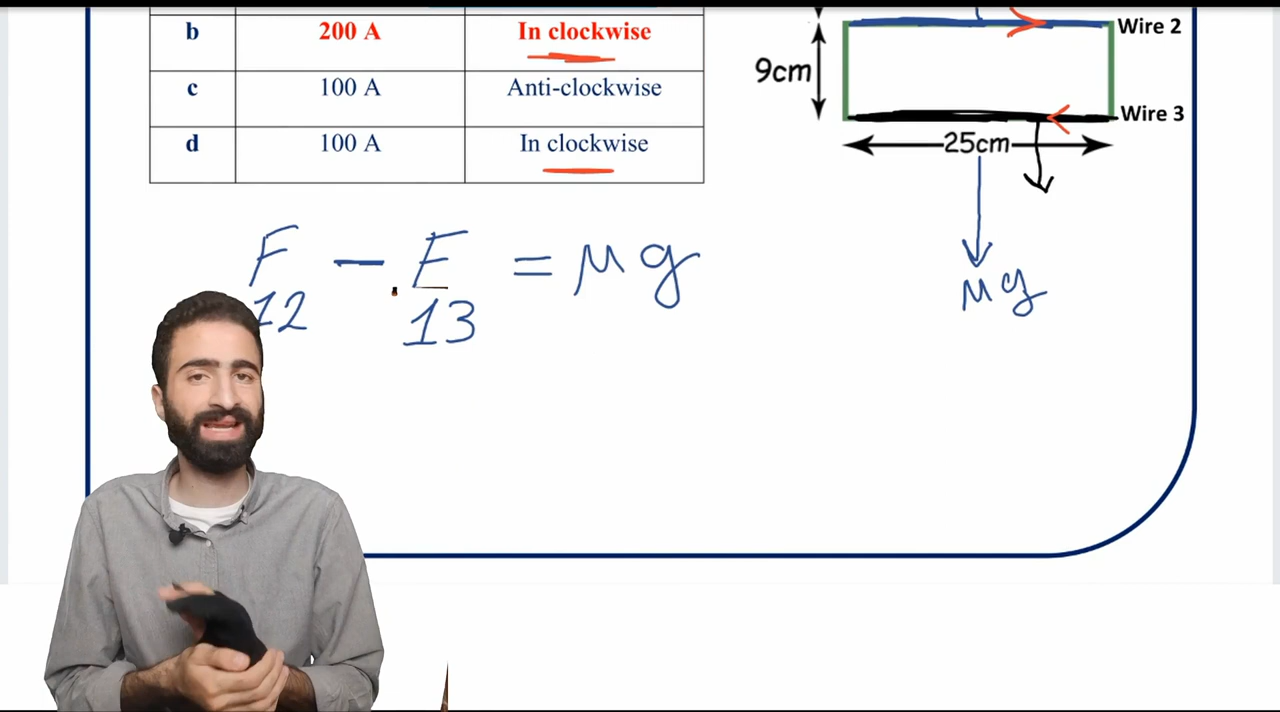 b 200 A In clockwise
c 100 A Anti-clockwise
d 100 A In clockwise
Wire 2
9cm
Wire 3
25cm
F12 − F13 = Mg
Mg